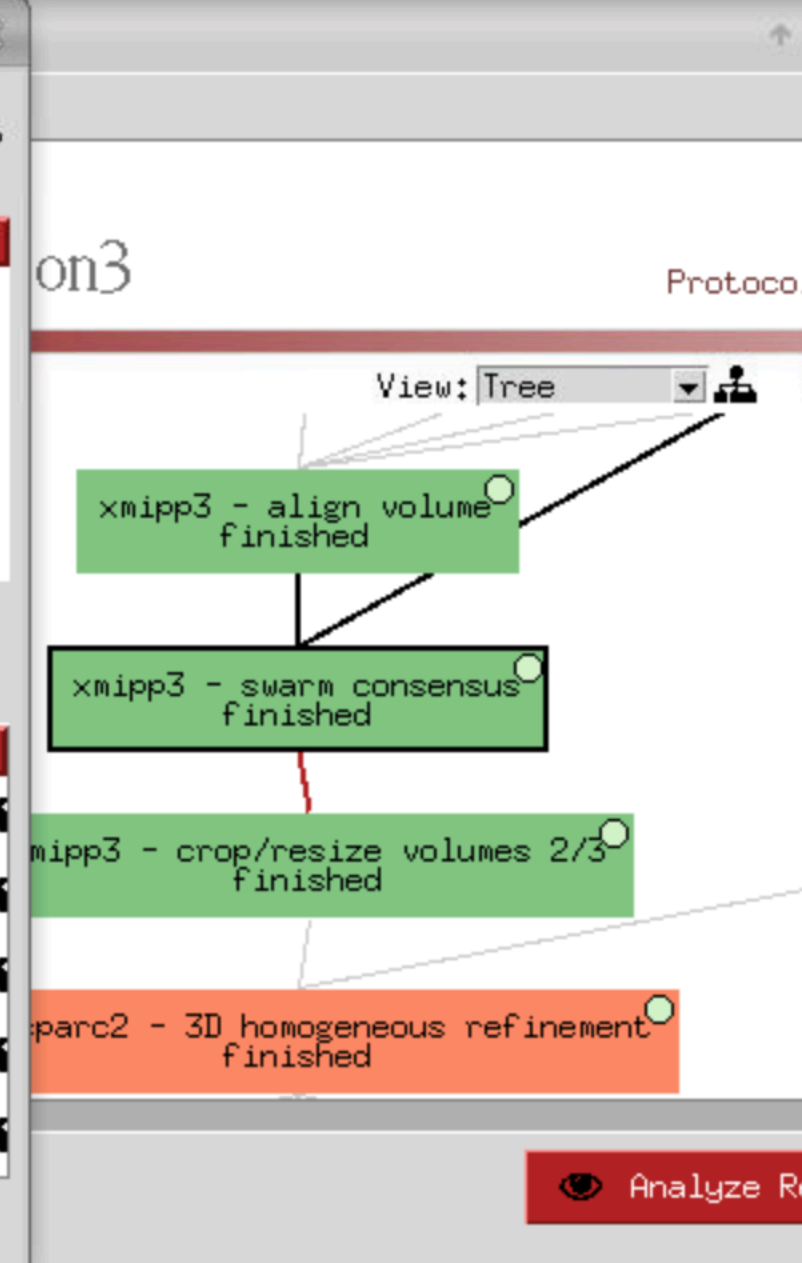 on3
Protoco
View: Tree
xmipp3 - align volume
finished
xmipp3 - swarm consensus
finished
mipp3 - crop/resize volumes 2/3
finished
parc2 - 3D homogeneous refinement
finished
Analyze Re